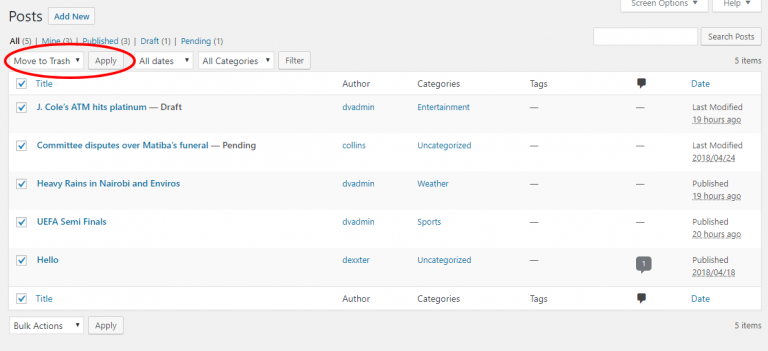 Screen Options ▼ Help ▼
Posts Add New
All (5) | Mine (3) | Published (3) | Draft (1) | Pending (1)
Search Posts
Move to Trash ▼ Apply All dates ▼ All Categories ▼ Filter 5 items
Title Author Categories Tags Date
J. Cole's ATM hits platinum — Draft dvadmin Entertainment — — Last Modified
19 hours ago
Committee disputes over Matiba's funeral — Pending collins Uncategorized — — Last Modified
2018/04/24
Heavy Rains in Nairobi and Enviros dvadmin Weather — — Published
19 hours ago
UEFA Semi Finals dvadmin Sports — — Published
20 hours ago
Hello dexxter Uncategorized — 1 Published
2018/04/18
Title Author Categories Tags Date
Bulk Actions ▼ Apply 5 items